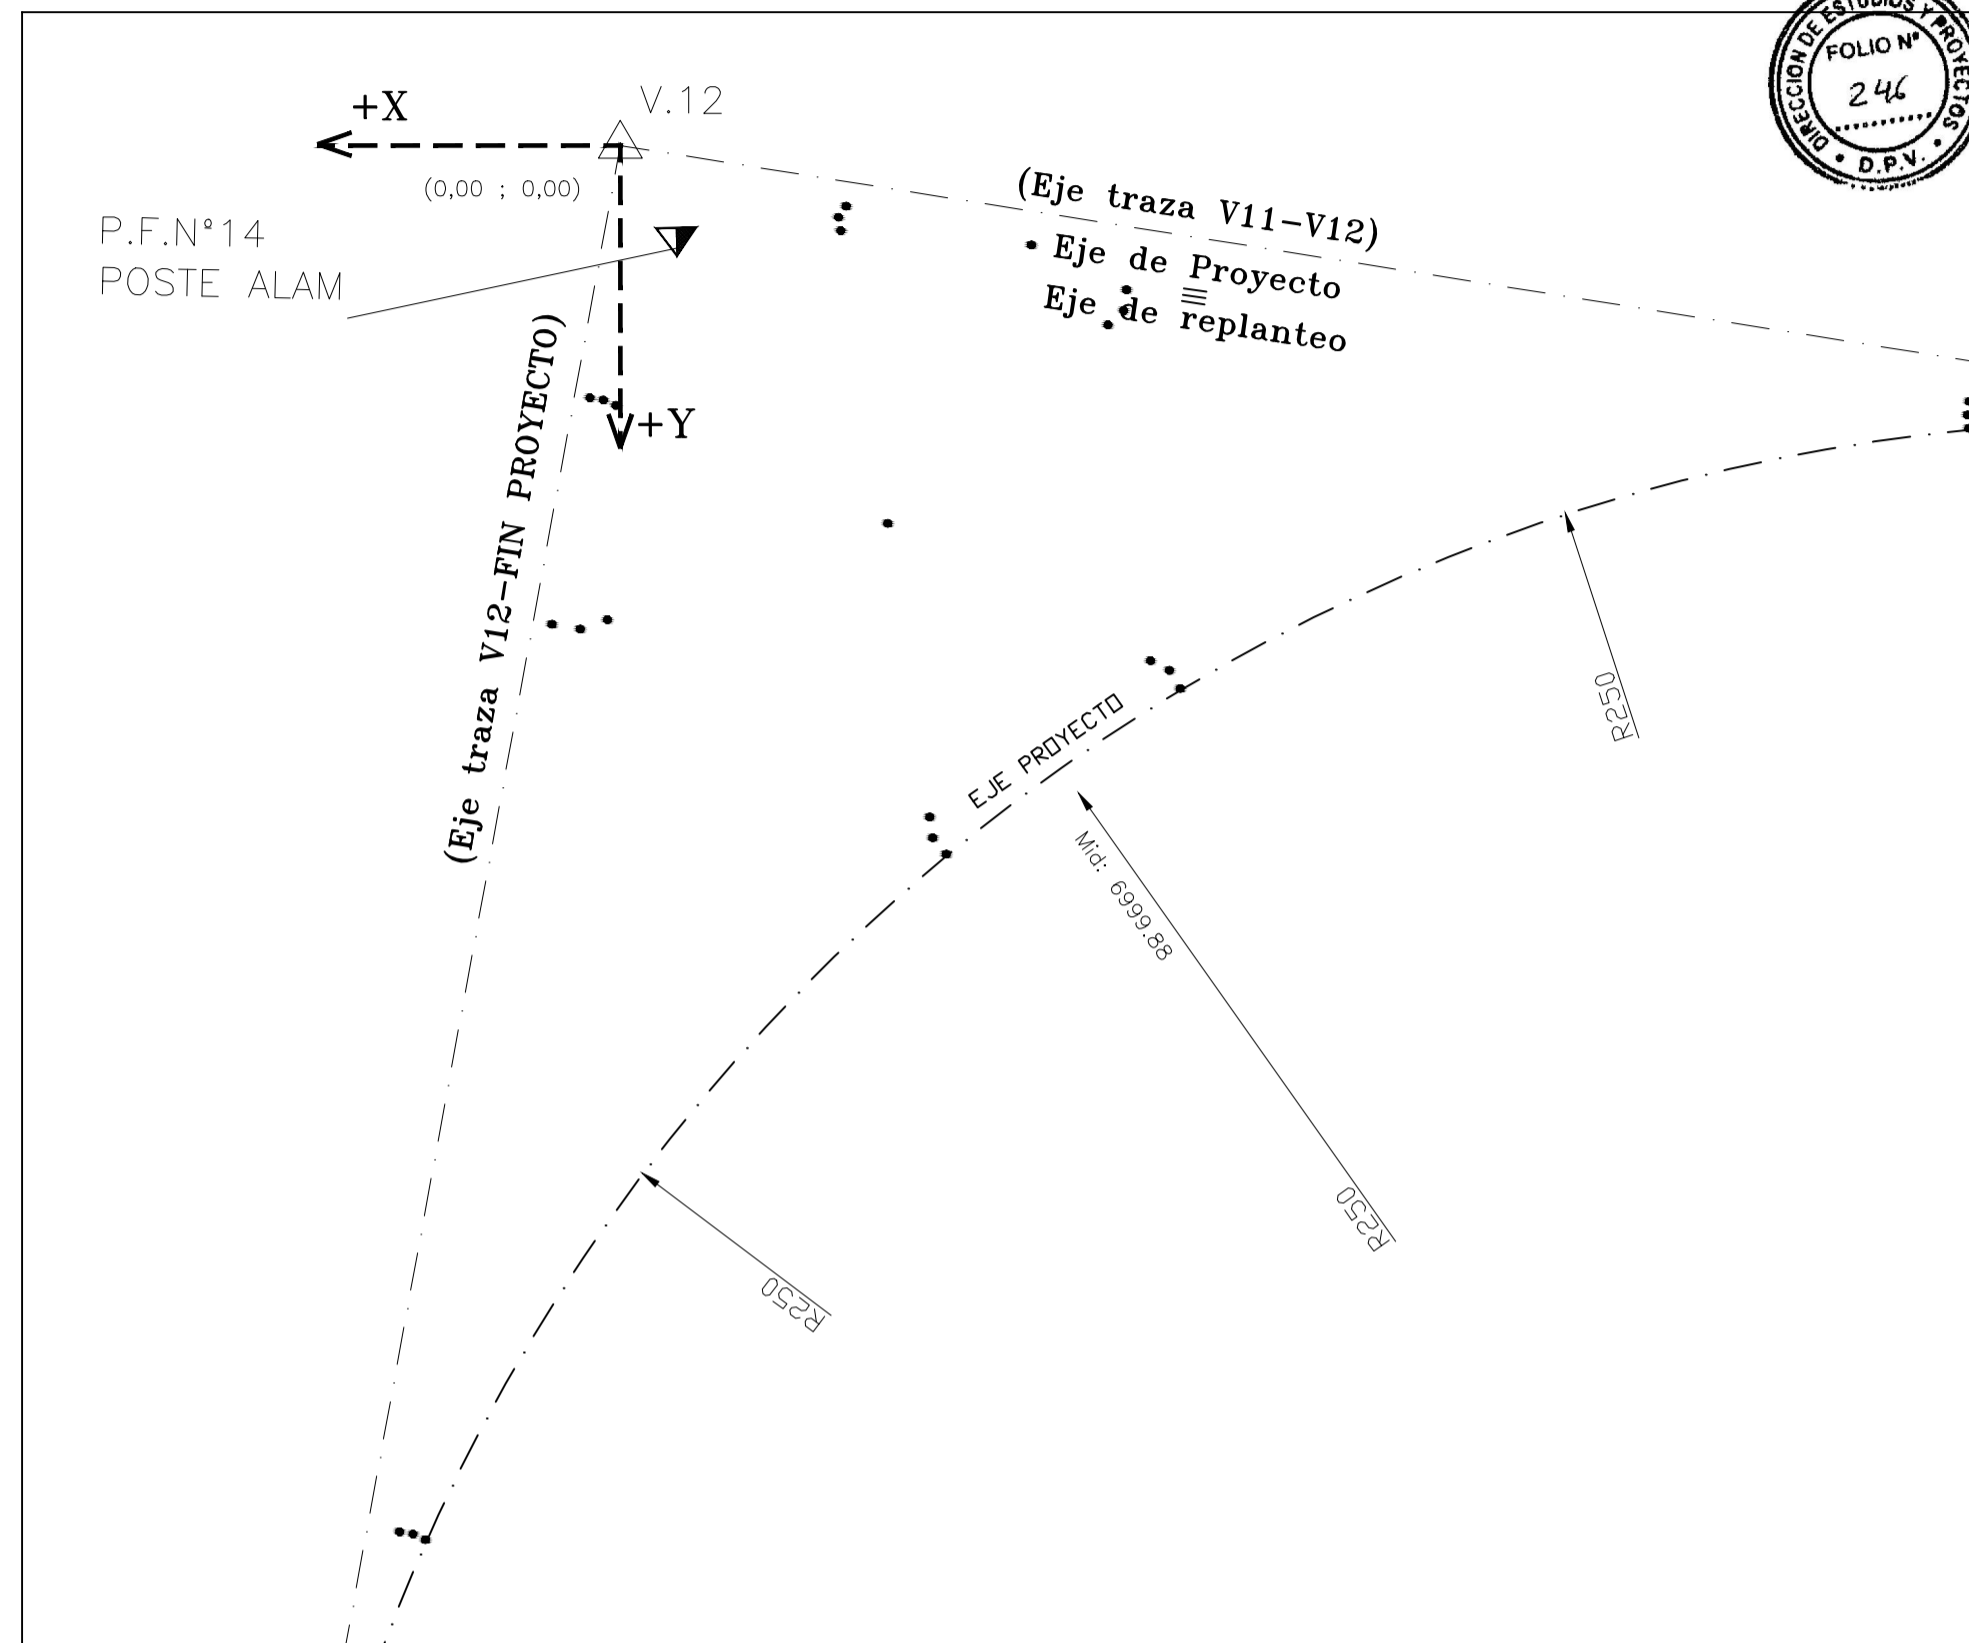 DIRECCION DE ESTUDIOS Y PROYECTOS
FOLIO Nº
246
D.P.V.
+X
V.12
(0,00 ; 0,00)
P.F.N°14
POSTE ALAM
(Eje traza V11-V12)
Eje de Proyecto
≡
Eje de replanteo
+Y
(Eje traza V12-FIN PROYECTO)
EJE PROYECTO
R250
Mid: 6999.88
R250
R250